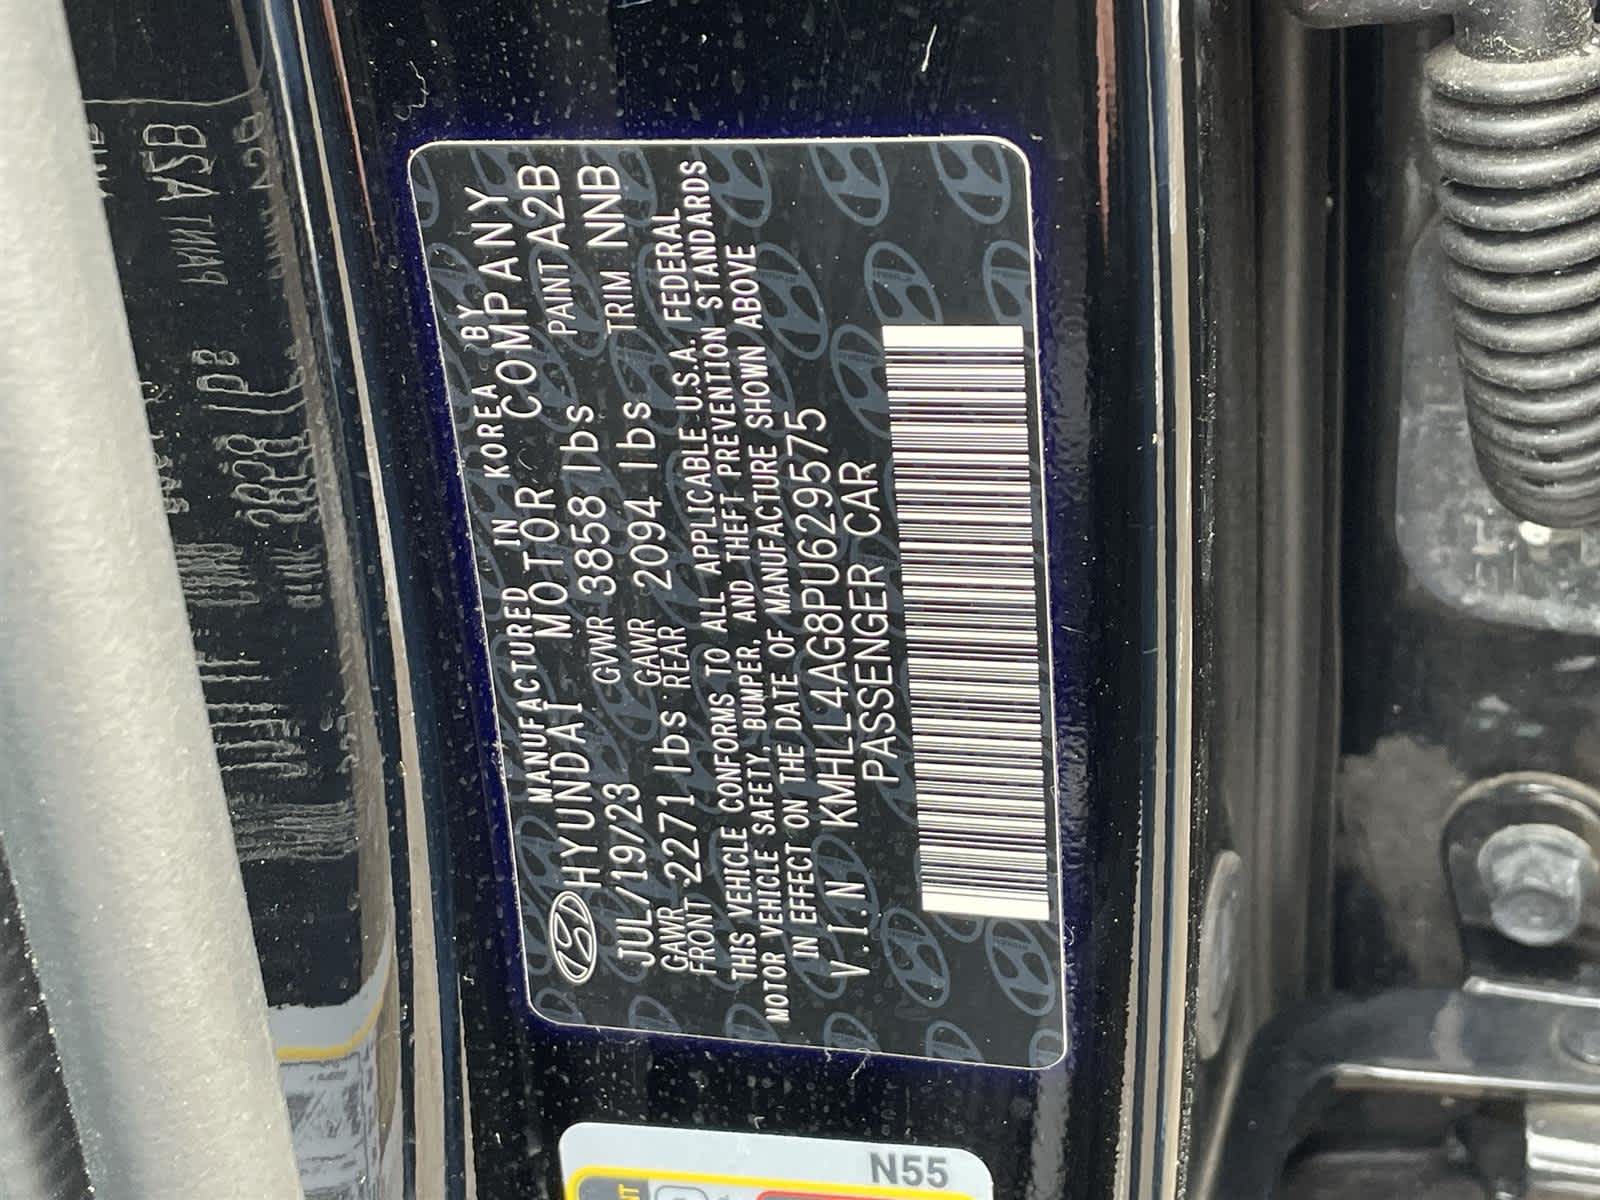 MANUFACTURED IN KOREA BY
HYUNDAI MOTOR COMPANY
JUL/19/23 GVWR 3858 lbs PAINT A2B
GAWR FRONT 2271 lbs GAWR REAR 2094 lbs TRIM NNB
THIS VEHICLE CONFORMS TO ALL APPLICABLE U.S.A. FEDERAL
MOTOR VEHICLE SAFETY, BUMPER, AND THEFT PREVENTION STANDARDS
IN EFFECT ON THE DATE OF MANUFACTURE SHOWN ABOVE
V.I.N KMHLL4AG8PU629575
PASSENGER CAR
N55